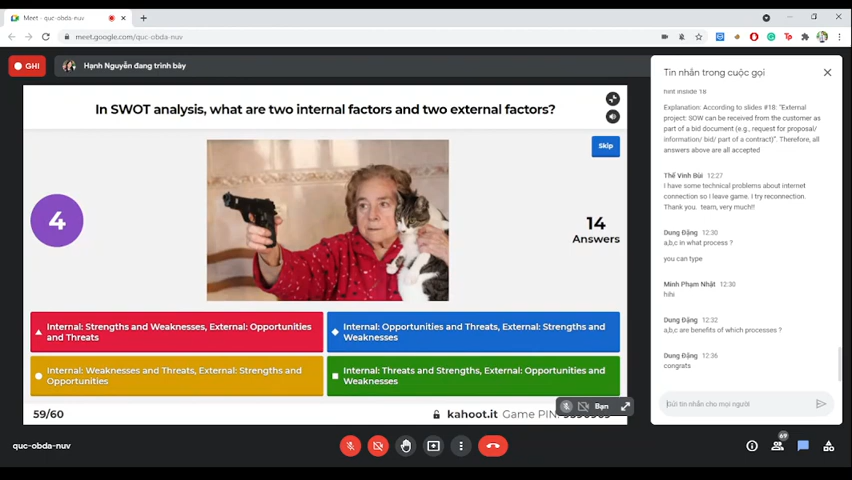 Meet - quc-obda-nuv
meet.google.com/quc-obda-nuv
GHI
Hạnh Nguyễn đang trình bày
In SWOT analysis, what are two internal factors and two external factors?
Skip
4
14
Answers
Internal: Strengths and Weaknesses, External: Opportunities
and Threats
Internal: Opportunities and Threats, External: Strengths and
Weaknesses
Internal: Weaknesses and Threats, External: Strengths and
Opportunities
Internal: Threats and Strengths, External: Opportunities and
Weaknesses
59/60
kahoot.it Game PIN:
Bạn
quc-obda-nuv
Tin nhắn trong cuộc gọi
Explanation: According to slides #18: "External
project: SOW can be received from the customer as
part of a bid document (e.g., request for proposal/
information/ bid/ part of a contract)". Therefore, all
answers above are all accepted
Thế Vinh Bùi 12:27
I have some technical problems about internet
connection so I leave game. I try reconnection.
Thank you. team, very much!!
Dung Đặng 12:30
a,b,c in what process ?
you can type
Minh Phạm Nhật 12:30
hihi
Dung Đặng 12:32
a,b,c are benefits of which processes ?
Dung Đặng 12:36
congrats
Gửi tin nhắn cho mọi người
69